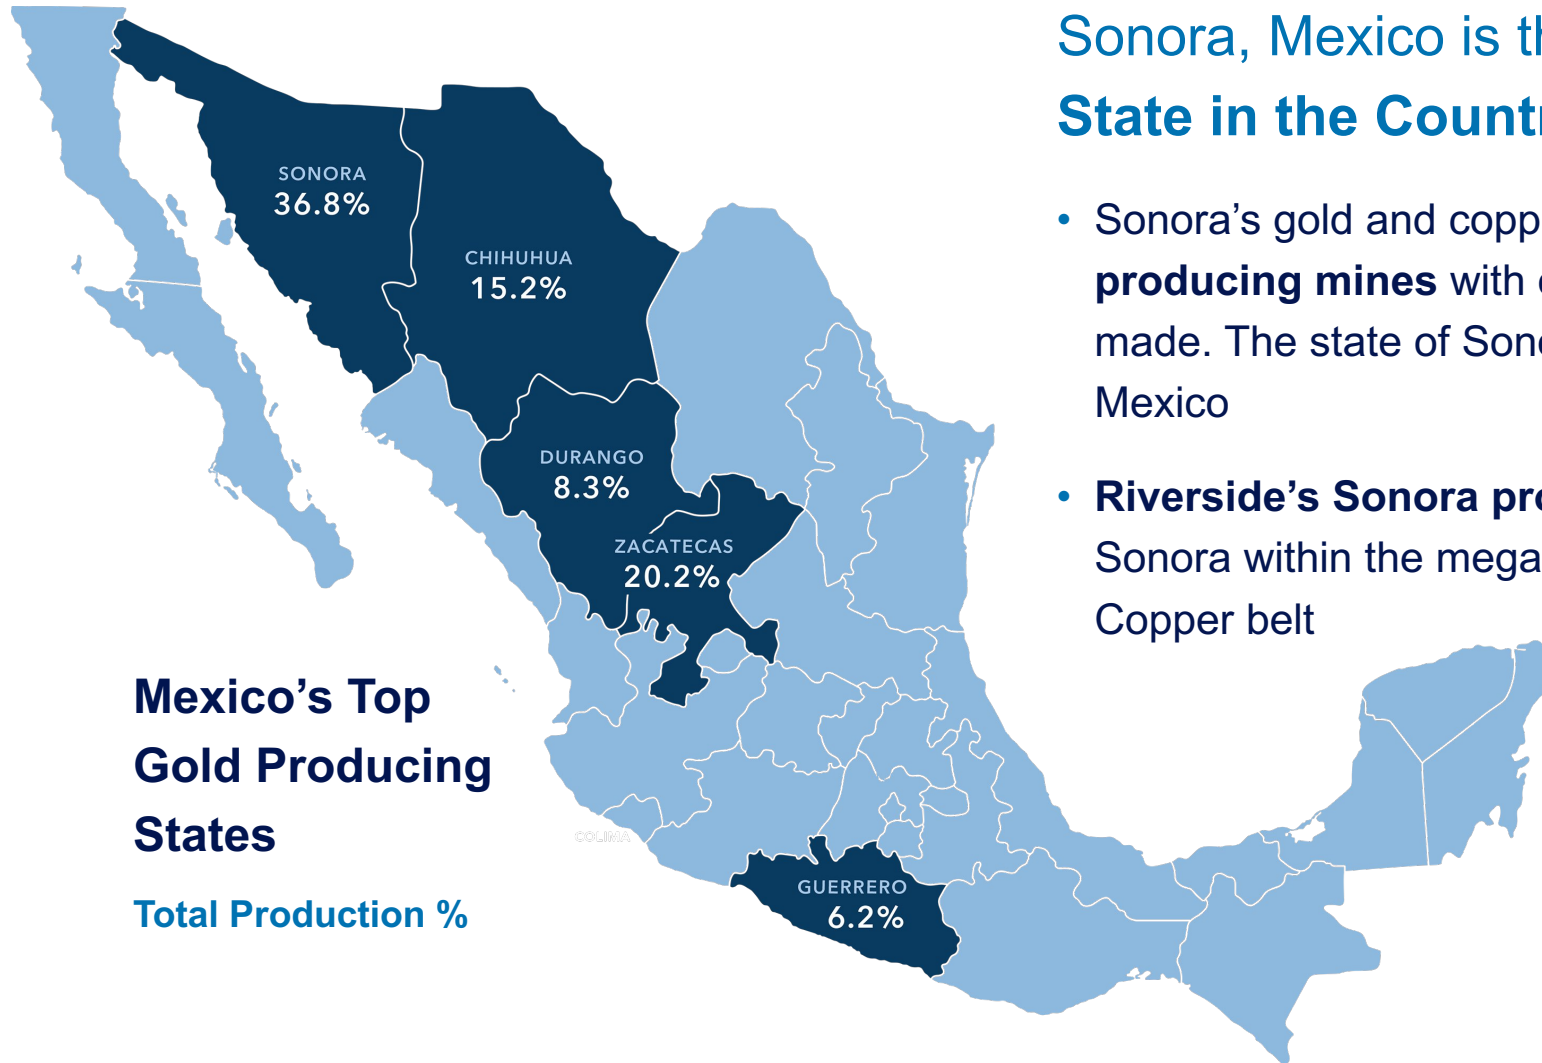 Sonora, Mexico is th
State in the Countr
• Sonora’s gold and copp
producing mines with
made. The state of Son
Mexico
• Riverside’s Sonora pro
Sonora within the mega
Copper belt
SONORA
36.8%
CHIHUHUA
15.2%
DURANGO
8.3%
ZACATECAS
20.2%
Mexico’s Top
Gold Producing
States
Total Production %
COLIMA
GUERRERO
6.2%